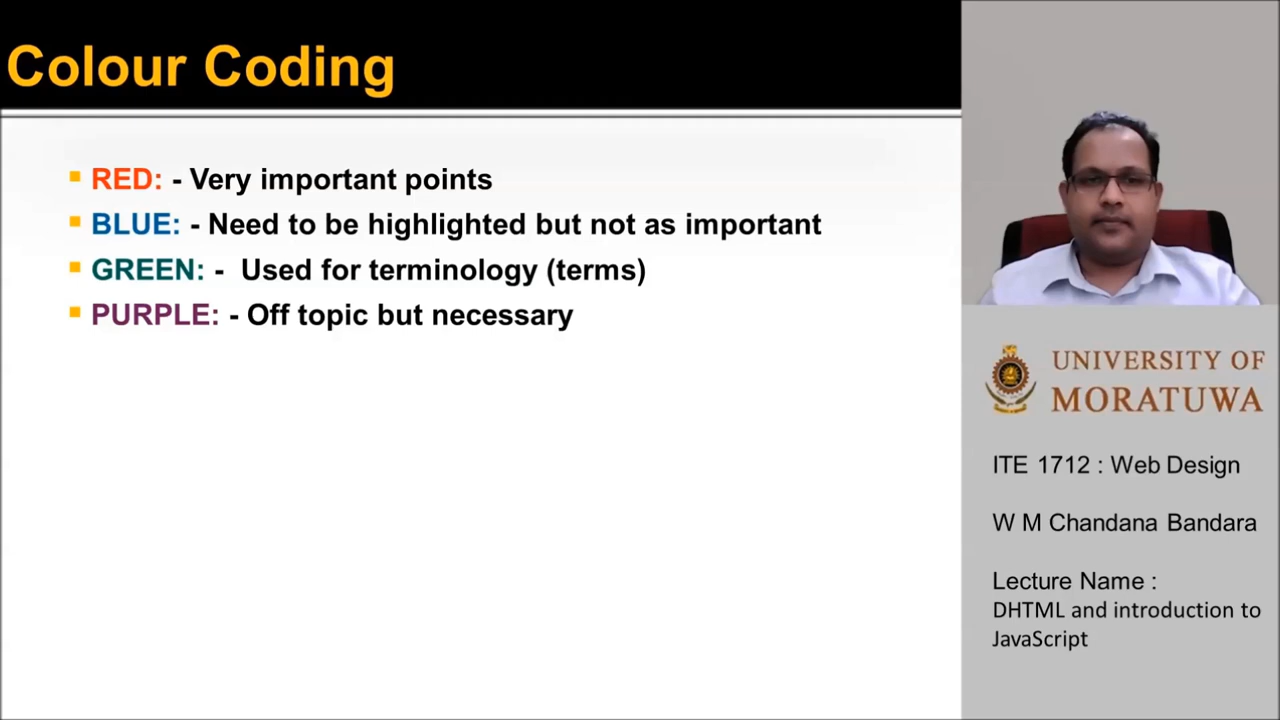 Colour Coding
RED: - Very important points
BLUE: - Need to be highlighted but not as important
GREEN: - Used for terminology (terms)
PURPLE: - Off topic but necessary
UNIVERSITY OF
MORATUWA
ITE 1712 : Web Design
W M Chandana Bandara
Lecture Name :
DHTML and introduction to
JavaScript